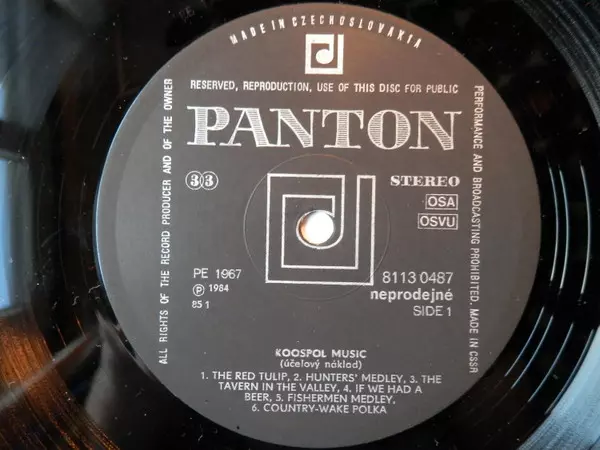 MADE IN CZECHOSLOVAKIA
RESERVED, REPRODUCTION, USE OF THIS DISC FOR PUBLIC
PERFORMANCE AND BROADCASTING PROHIBITED. MADE IN CSSR
ALL RIGHTS OF THE RECORD PRODUCER AND OF THE OWNER
PANTON
33
STEREO
OSA
OSVU
PE 1967
Ⓟ 1984
85 1
8113 0487
neprodejné
SIDE 1
KOOSPOL MUSIC
(účelový náklad)
1. THE RED TULIP, 2. HUNTERS' MEDLEY, 3. THE
TAVERN IN THE VALLEY, 4. IF WE HAD A
BEER, 5. FISHERMEN MEDLEY,
6. COUNTRY-WAKE POLKA